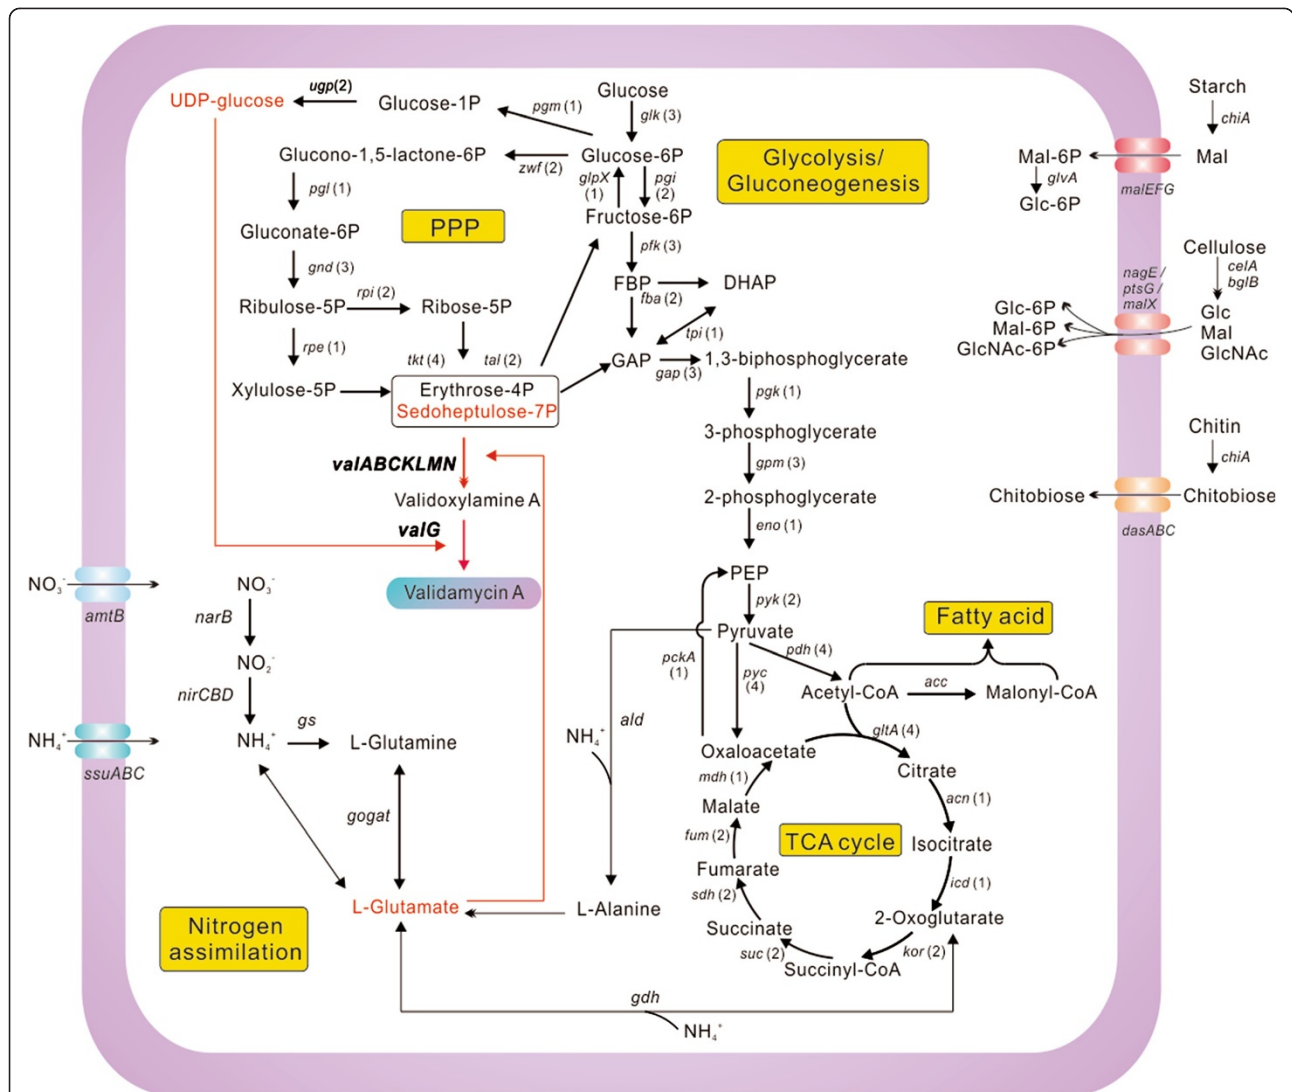 Glucose
Starch
ugp(2)
UDP-glucose
Glucose-1P
pgm (1)
glk (3)
chiA
Glucono-1,5-lactone-6P
zwf (2)
Glucose-6P
Glycolysis/
Gluconeogenesis
Mal-6P
Mal
glvA
malEFG
Glc-6P
pgl (1)
glpX
(1)
pgi
(2)
Fructose-6P
PPP
Gluconate-6P
pfk (3)
Cellulose
celA
bglB
nagE /
ptsG /
malX
gnd (3)
rpi (2)
FBP
DHAP
fba (2)
Ribulose-5P
Ribose-5P
Glc-6P
Mal-6P
GlcNAc-6P
Glc
Mal
GlcNAc
rpe (1)
tkt (4)
tal (2)
tpi (1)
GAP
gap (3)
1,3-biphosphoglycerate
Xylulose-5P
Erythrose-4P
Sedoheptulose-7P
pgk (1)
3-phosphoglycerate
Chitin
valABCKLMN
gpm (3)
chiA
Validoxylamine A
2-phosphoglycerate
Chitobiose
Chitobiose
valG
eno (1)
dasABC
NO₃⁻
NO₃⁻
amtB
Validamycin A
PEP
narB
pyk (2)
Fatty acid
Pyruvate
NO₂⁻
pckA
(1)
pyc
(4)
pdh (4)
nirCBD
Acetyl-CoA
acc
Malonyl-CoA
NH₄⁺
NH₄⁺
gs
L-Glutamine
ald
NH₄⁺
Oxaloacetate
gltA (4)
ssuABC
mdh (1)
Citrate
Malate
acn (1)
gogat
fum (2)
TCA cycle
Isocitrate
Fumarate
icd (1)
sdh (2)
L-Glutamate
L-Alanine
2-Oxoglutarate
Nitrogen
assimilation
Succinate
suc (2)
kor (2)
Succinyl-CoA
gdh
NH₄⁺